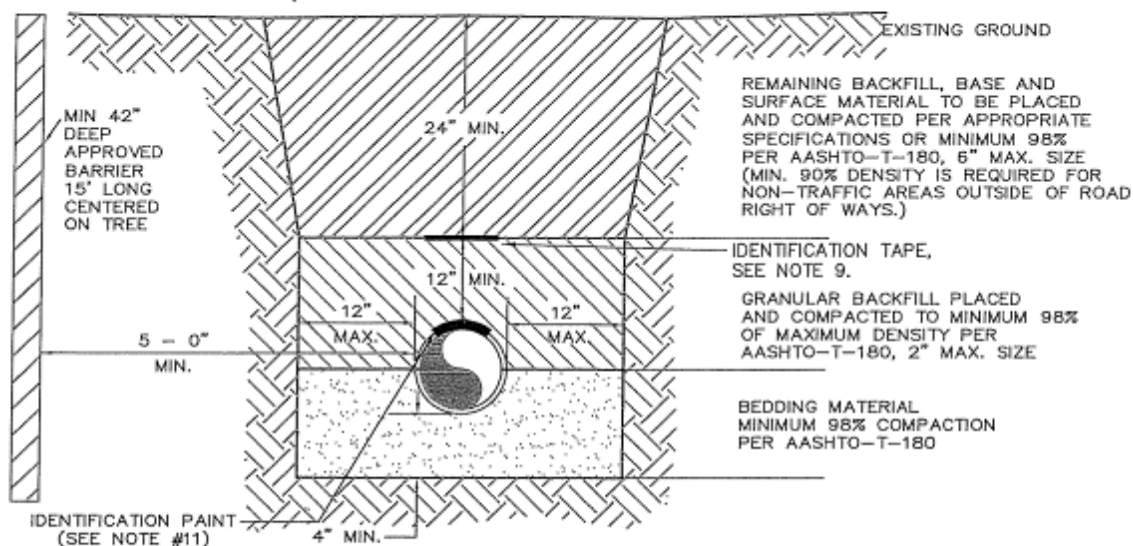 EXISTING GROUND
MIN 42"
DEEP
APPROVED
BARRIER
15' LONG
CENTERED
ON TREE
24" MIN.
REMAINING BACKFILL, BASE AND
SURFACE MATERIAL TO BE PLACED
AND COMPACTED PER APPROPRIATE
SPECIFICATIONS OR MINIMUM 98%
PER AASHTO-T-180, 6" MAX. SIZE
(MIN. 90% DENSITY IS REQUIRED FOR
NON-TRAFFIC AREAS OUTSIDE OF ROAD
RIGHT OF WAYS.)
IDENTIFICATION TAPE,
SEE NOTE 9.
12" MIN.
12"
MAX.
12"
MAX.
5 - 0"
MIN.
GRANULAR BACKFILL PLACED
AND COMPACTED TO MINIMUM 98%
OF MAXIMUM DENSITY PER
AASHTO-T-180, 2" MAX. SIZE
BEDDING MATERIAL
MINIMUM 98% COMPACTION
PER AASHTO-T-180
IDENTIFICATION PAINT
(SEE NOTE #11)
4" MIN.